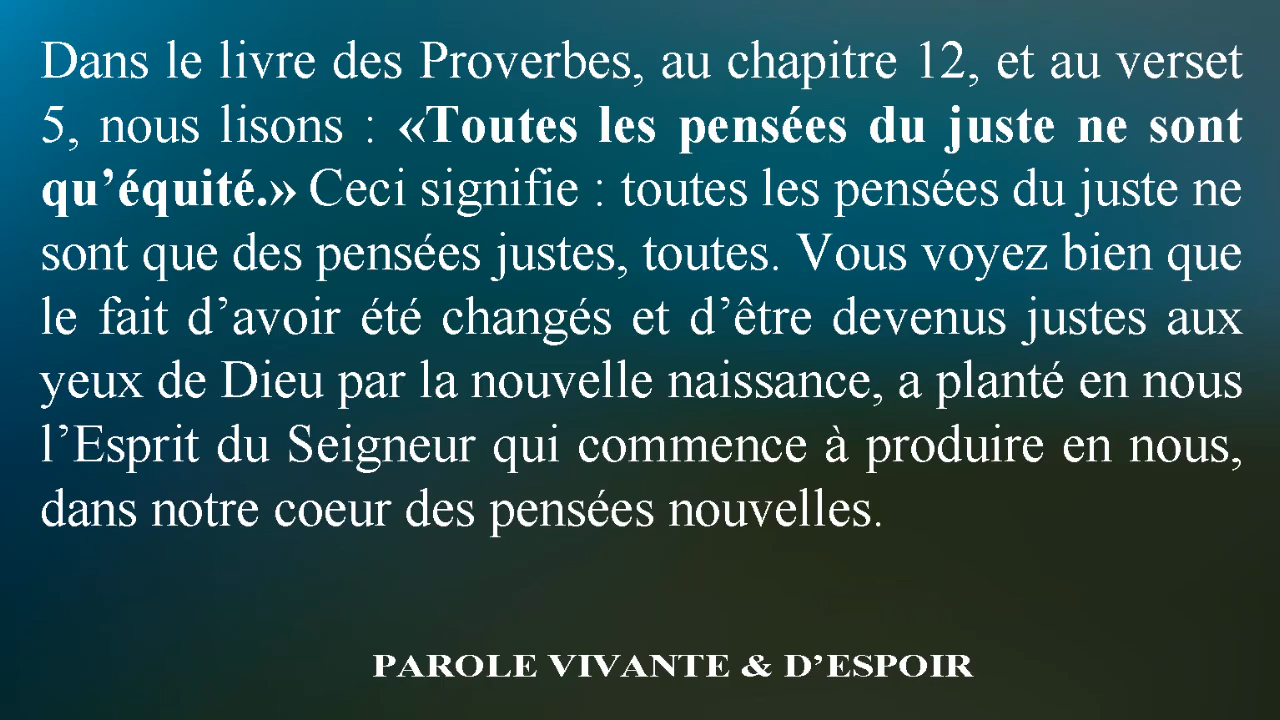 Dans le livre des Proverbes, au chapitre 12, et au verset
5, nous lisons : «Toutes les pensées du juste ne sont
qu’équité.» Ceci signifie : toutes les pensées du juste ne
sont que des pensées justes, toutes. Vous voyez bien que
le fait d’avoir été changés et d’être devenus justes aux
yeux de Dieu par la nouvelle naissance, a planté en nous
l’Esprit du Seigneur qui commence à produire en nous,
dans notre coeur des pensées nouvelles.
PAROLE VIVANTE & D’ESPOIR